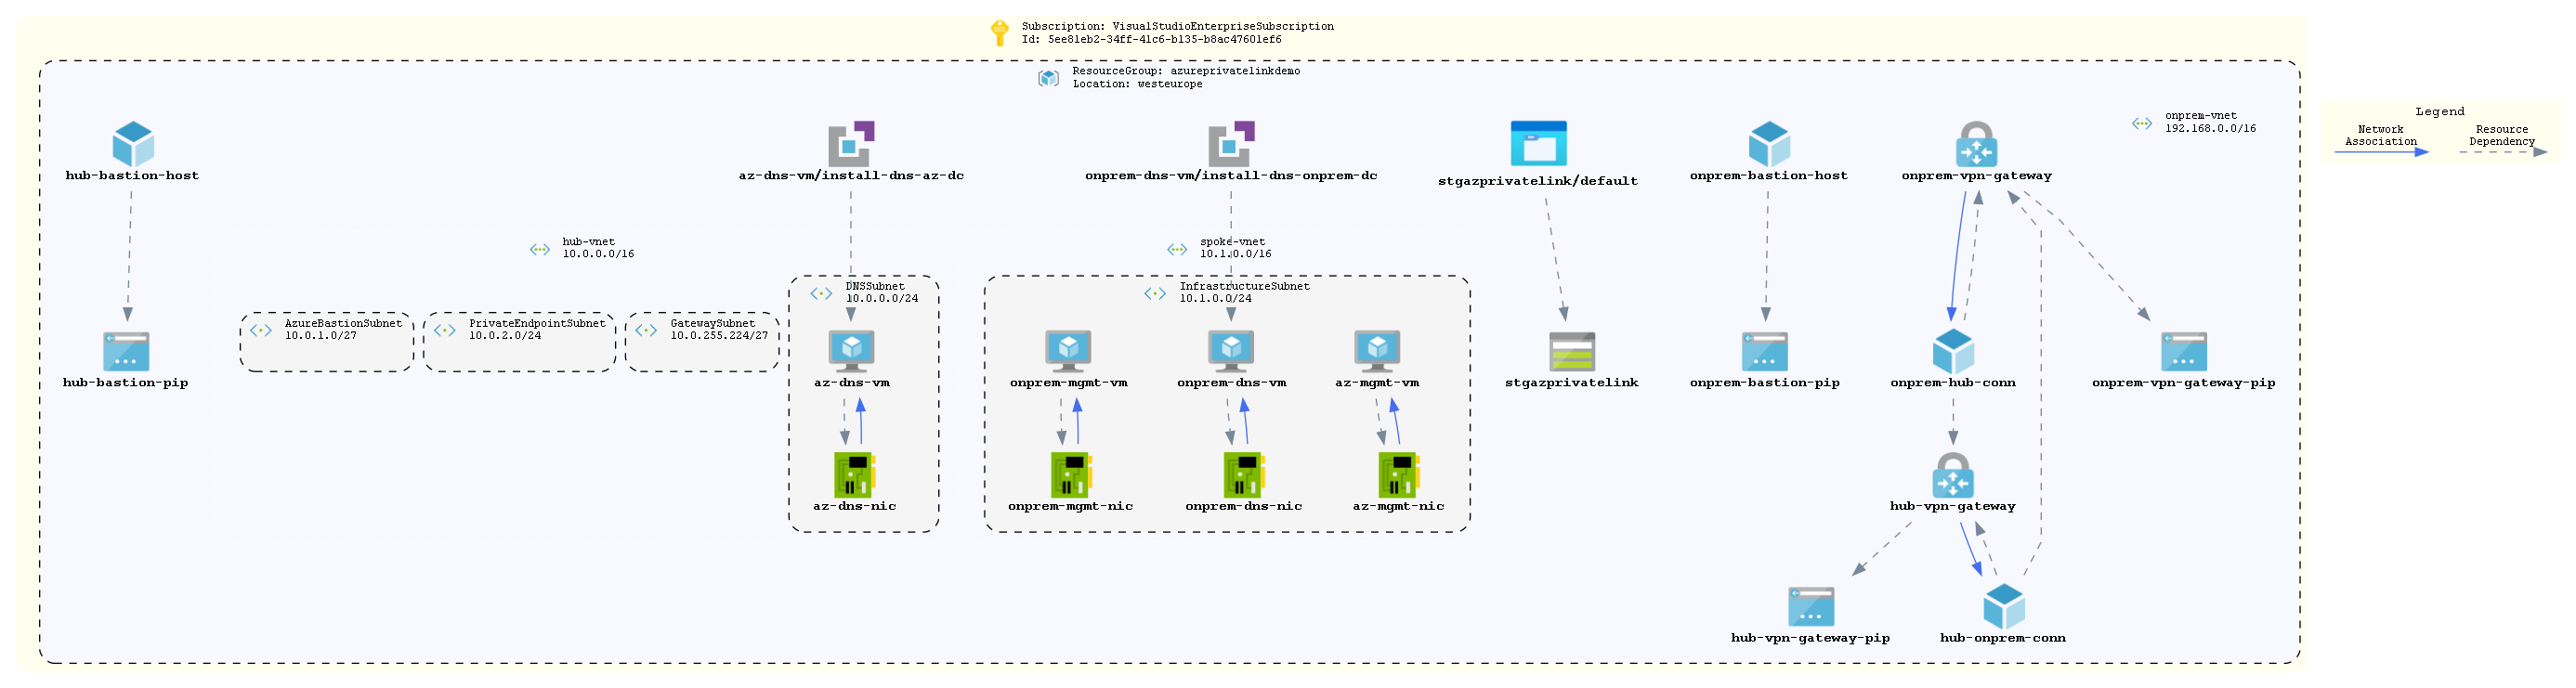 Subscription: VisualStudioEnterpriseSubscription
Id: 5ee81eb2-34ff-41c6-b135-b8ac47601ef6
ResourceGroup: azureprivatelinkdemo
Location: westeurope
Legend
Network
Association
Resource
Dependency
onprem-vnet
192.168.0.0/16
hub-bastion-host
az-dns-vm/install-dns-az-dc
onprem-dns-vm/install-dns-onprem-dc
stgazprivatelink/default
onprem-bastion-host
onprem-vpn-gateway
hub-vnet
10.0.0.0/16
spoke-vnet
10.1.0.0/16
DNSSubnet
10.0.0.0/24
InfrastructureSubnet
10.1.0.0/24
AzureBastionSubnet
10.0.1.0/27
PrivateEndpointSubnet
10.0.2.0/24
GatewaySubnet
10.0.255.224/27
hub-bastion-pip
az-dns-vm
onprem-mgmt-vm
onprem-dns-vm
az-mgmt-vm
stgazprivatelink
onprem-bastion-pip
onprem-hub-conn
onprem-vpn-gateway-pip
az-dns-nic
onprem-mgmt-nic
onprem-dns-nic
az-mgmt-nic
hub-vpn-gateway
hub-vpn-gateway-pip
hub-onprem-conn